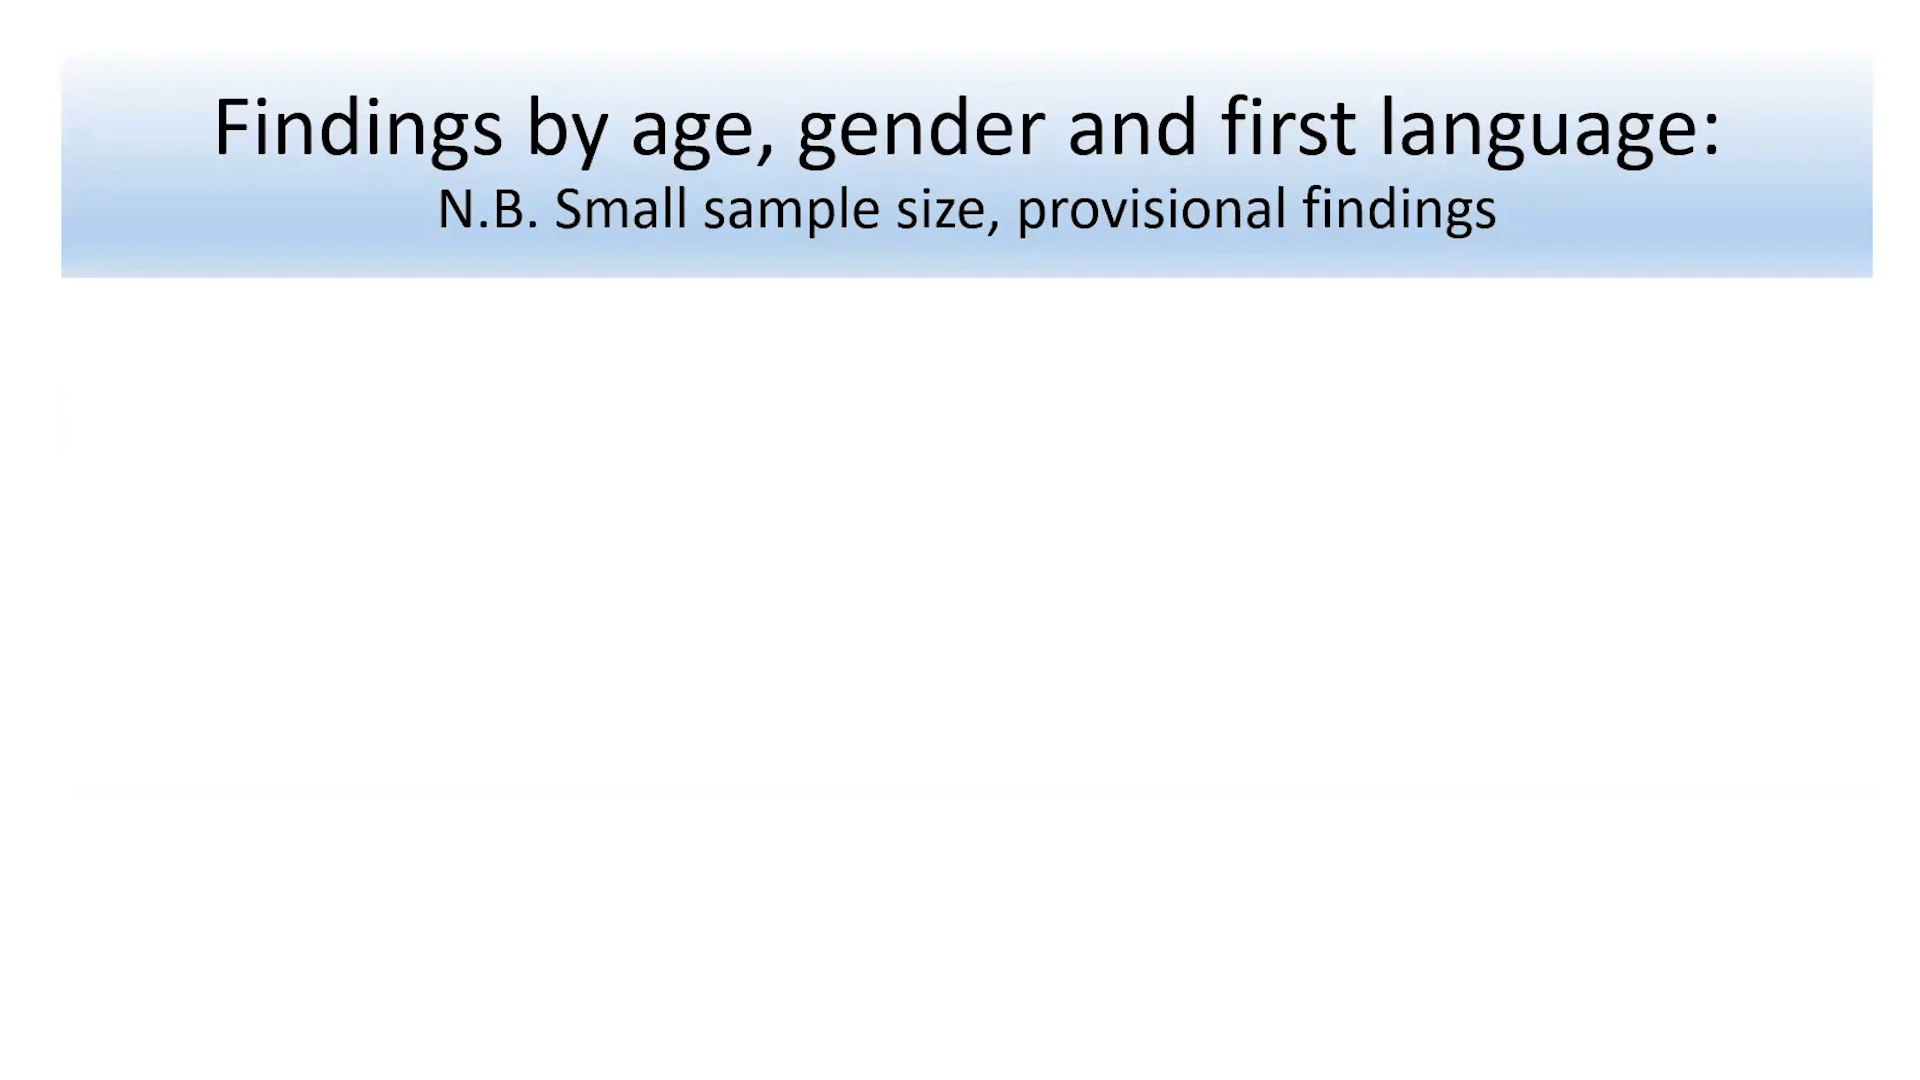 Findings by age, gender and first language:
N.B. Small sample size, provisional findings